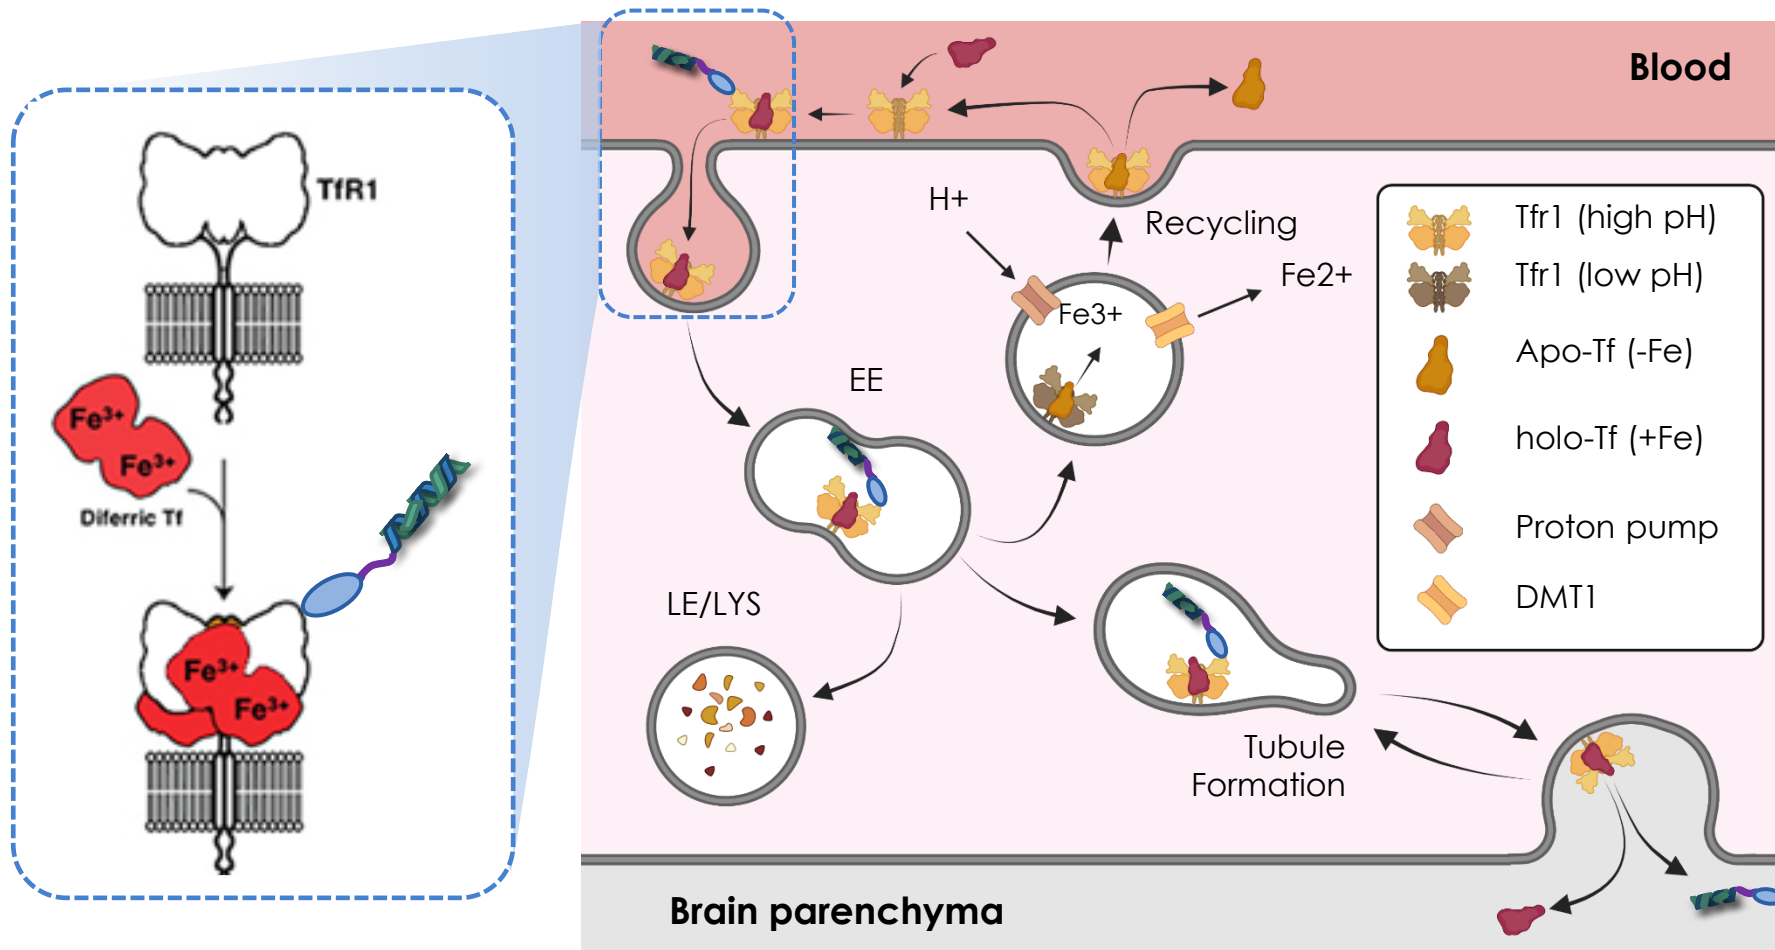 TfR1
Fe³⁺
Fe³⁺
Diferric Tf
Fe³⁺
Fe³⁺
Blood
H+
Recycling
Fe2+
Fe3+
EE
LE/LYS
Tubule
Formation
Brain parenchyma
Tfr1 (high pH)
Tfr1 (low pH)
Apo-Tf (-Fe)
holo-Tf (+Fe)
Proton pump
DMT1